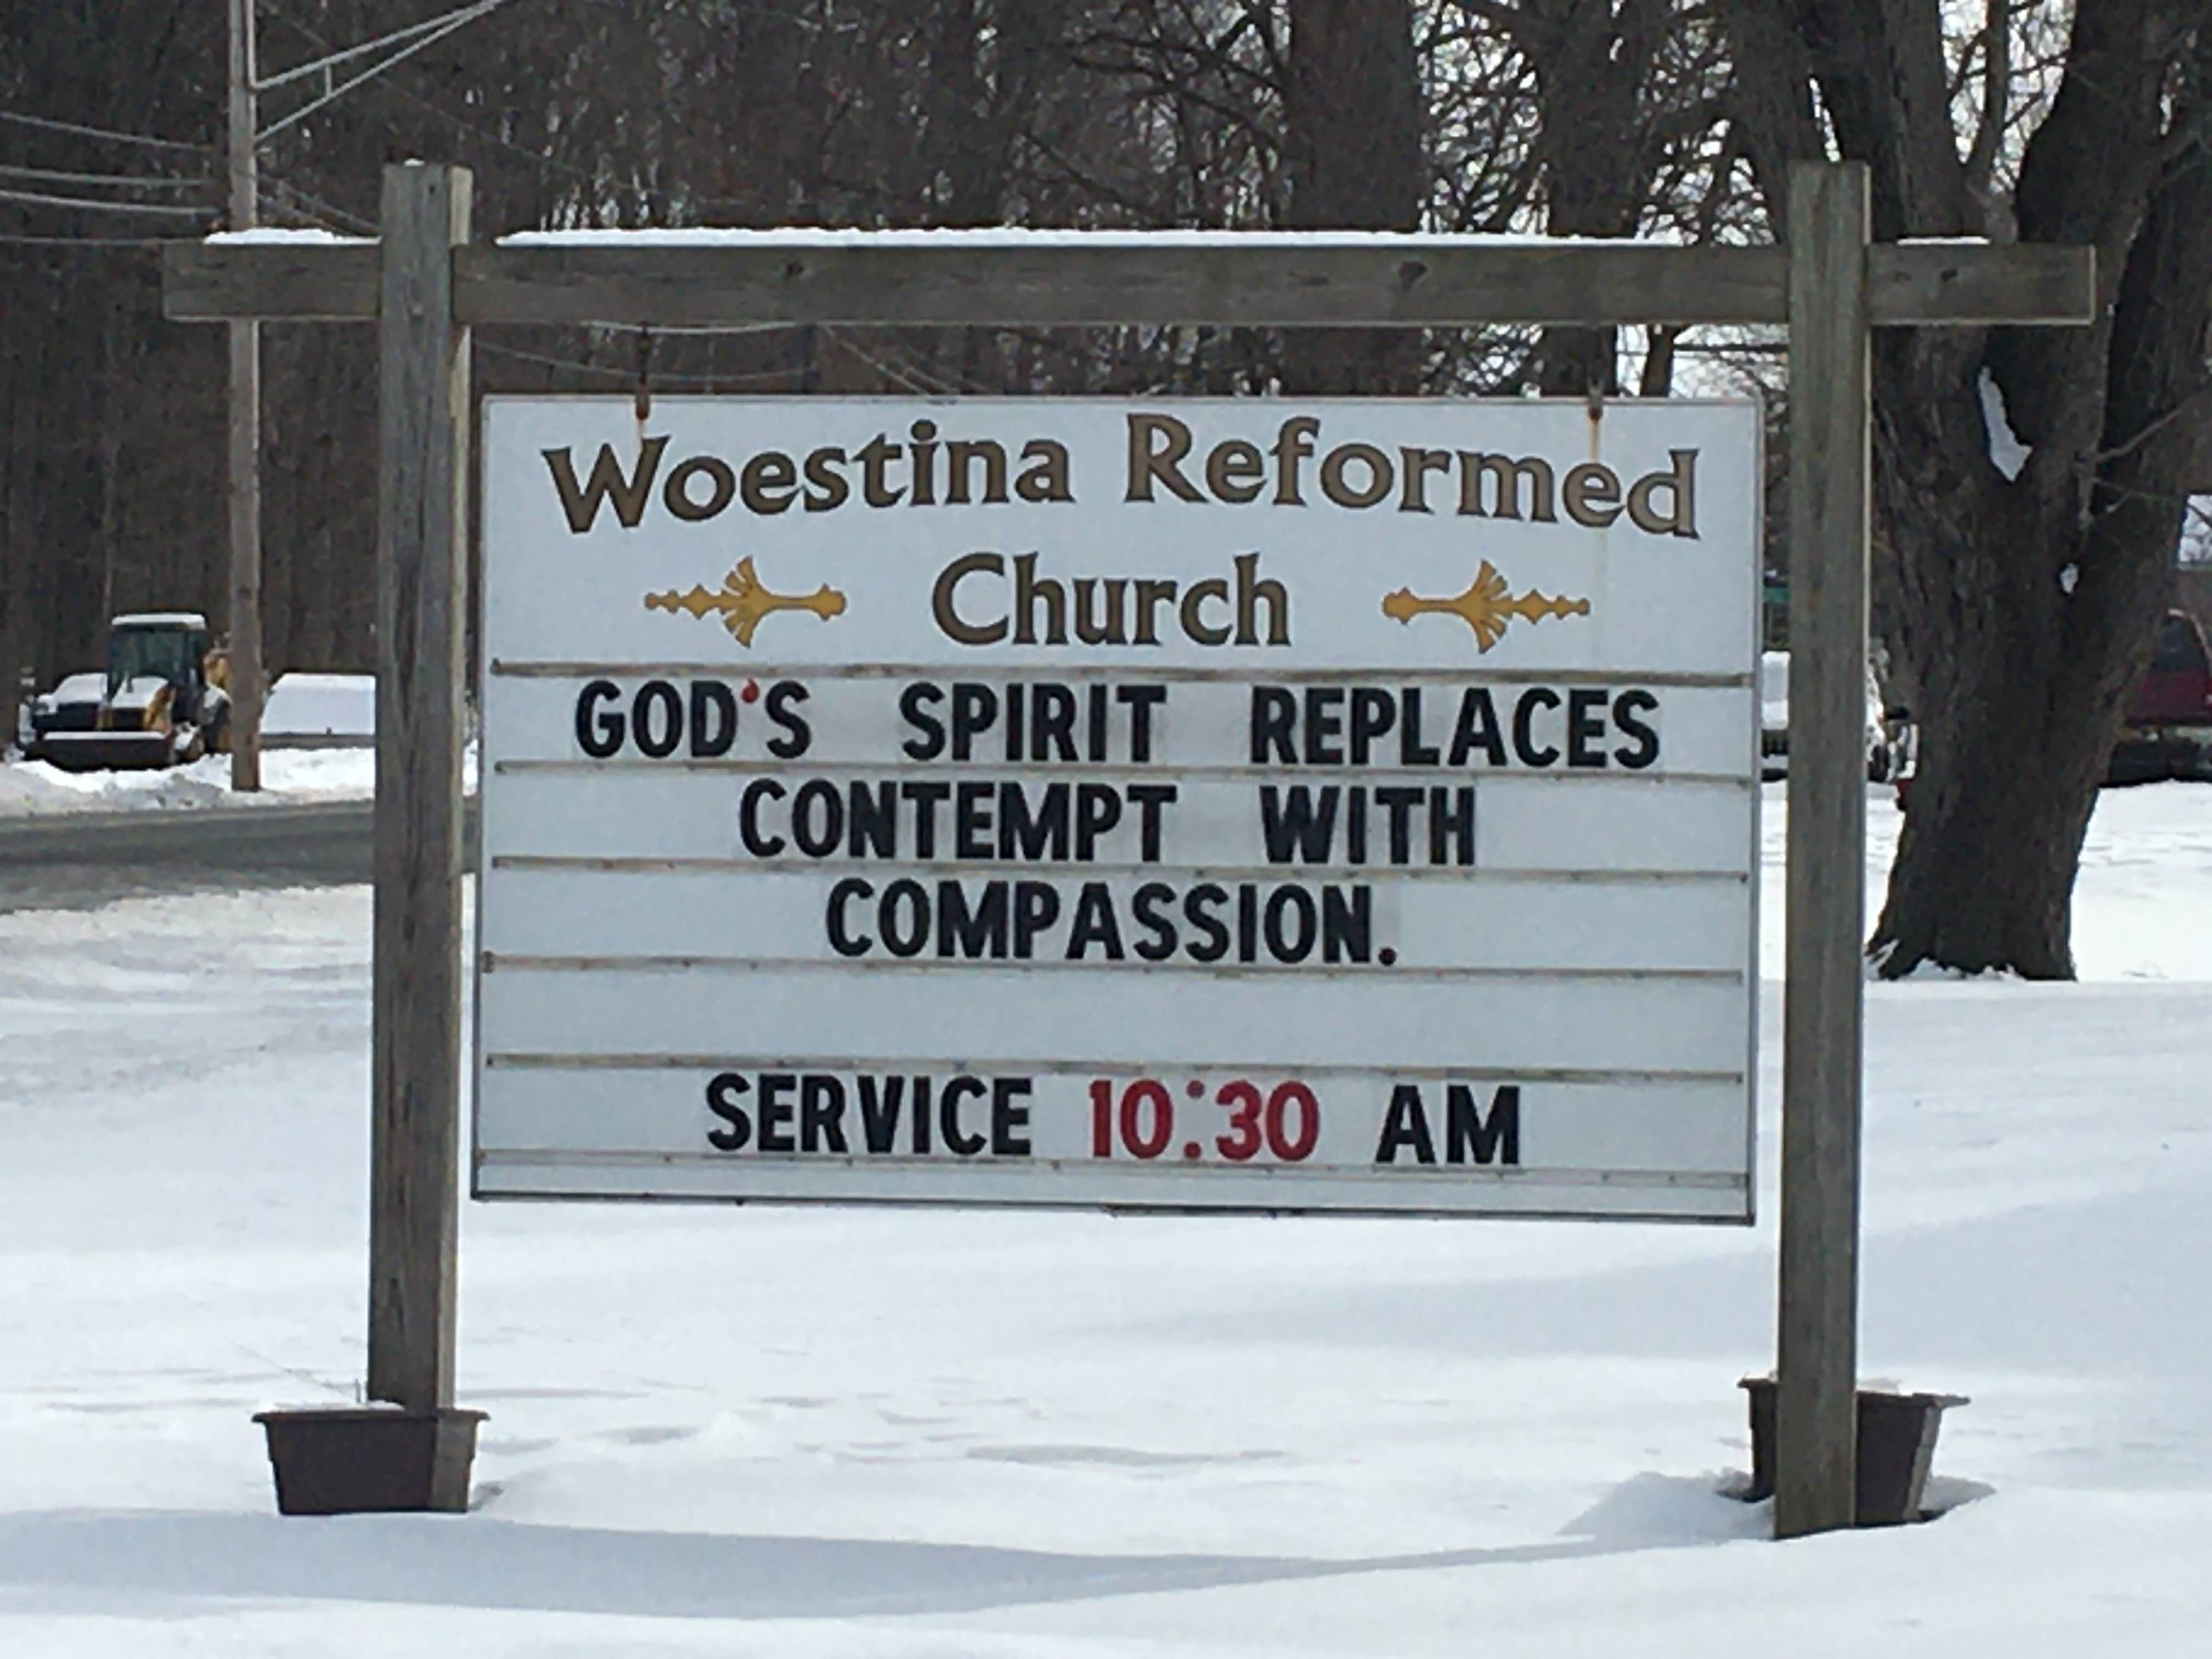 Woestina Reformed
Church
GOD'S SPIRIT REPLACES
CONTEMPT WITH
COMPASSION.
SERVICE 10:30 AM